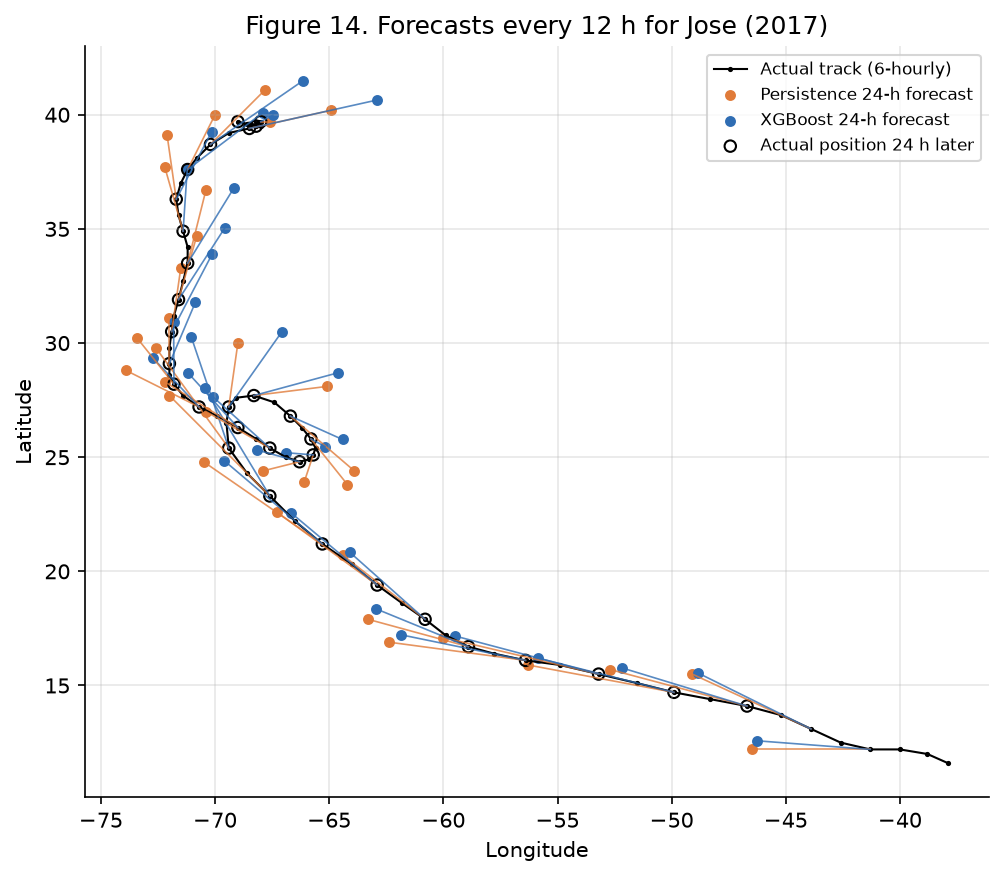 Figure 14. Forecasts every 12 h for Jose (2017)
Actual track (6-hourly)
Persistence 24-h forecast
XGBoost 24-h forecast
Actual position 24 h later
40
35
30
25
20
15
Latitude
−75
−70
−65
−60
−55
−50
−45
−40
Longitude